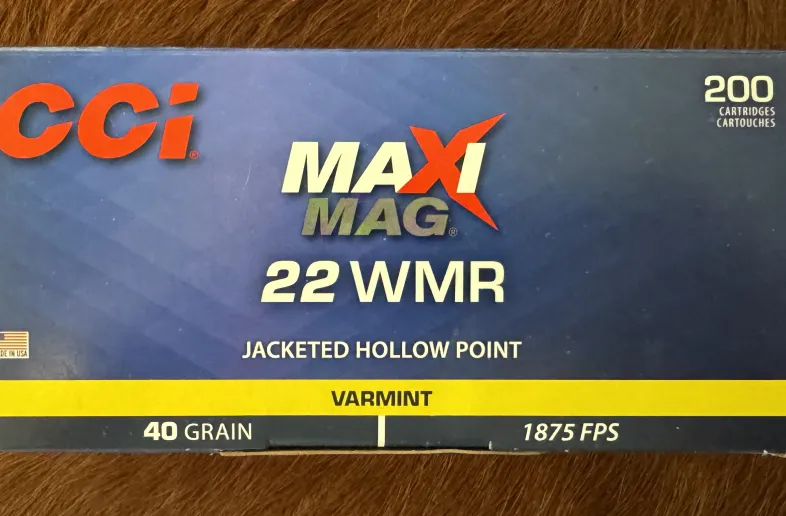 CCI®
200
CARTRIDGES
CARTOUCHES
MAXI
MAG®
22 WMR
JACKETED HOLLOW POINT
DE IN USA
VARMINT
40 GRAIN
1875 FPS